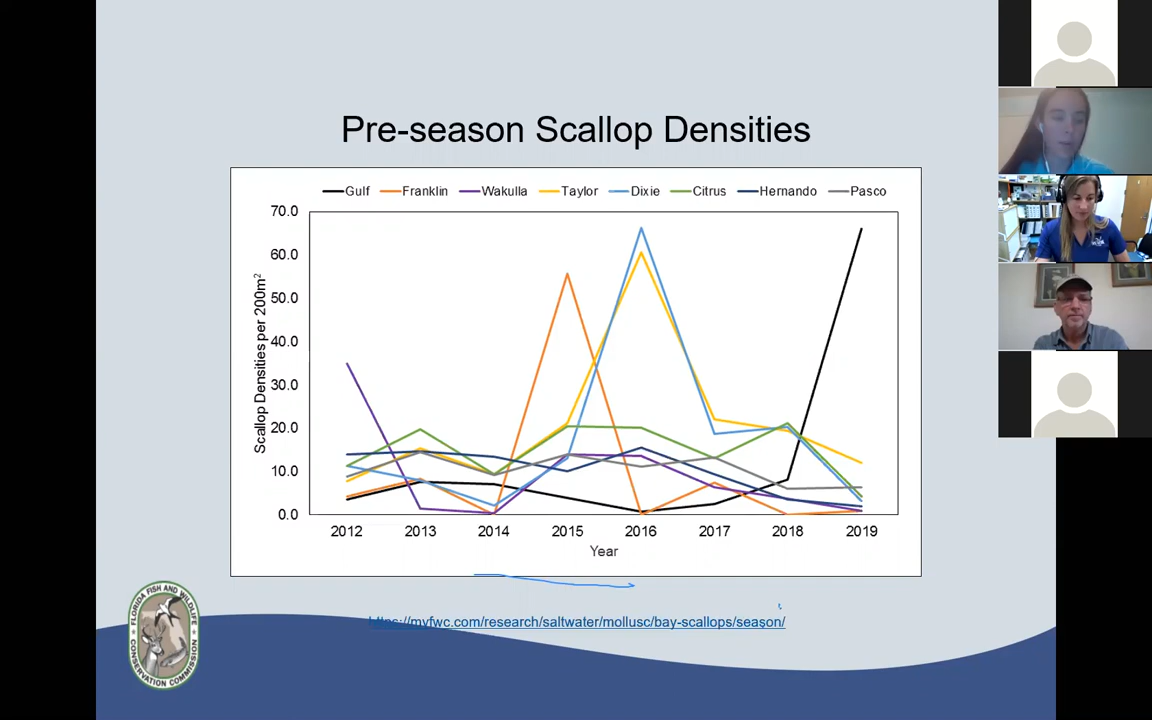 Pre-season Scallop Densities
Gulf Franklin Wakulla Taylor Dixie Citrus Hernando Pasco
70.0
60.0
50.0
40.0
30.0
20.0
10.0
0.0
Scallop Densities per 200m²
2012 2013 2014 2015 2016 2017 2018 2019
Year
https://myfwc.com/research/saltwater/mollusc/bay-scallops/season/
FLORIDA FISH AND WILDLIFE
CONSERVATION COMMISSION